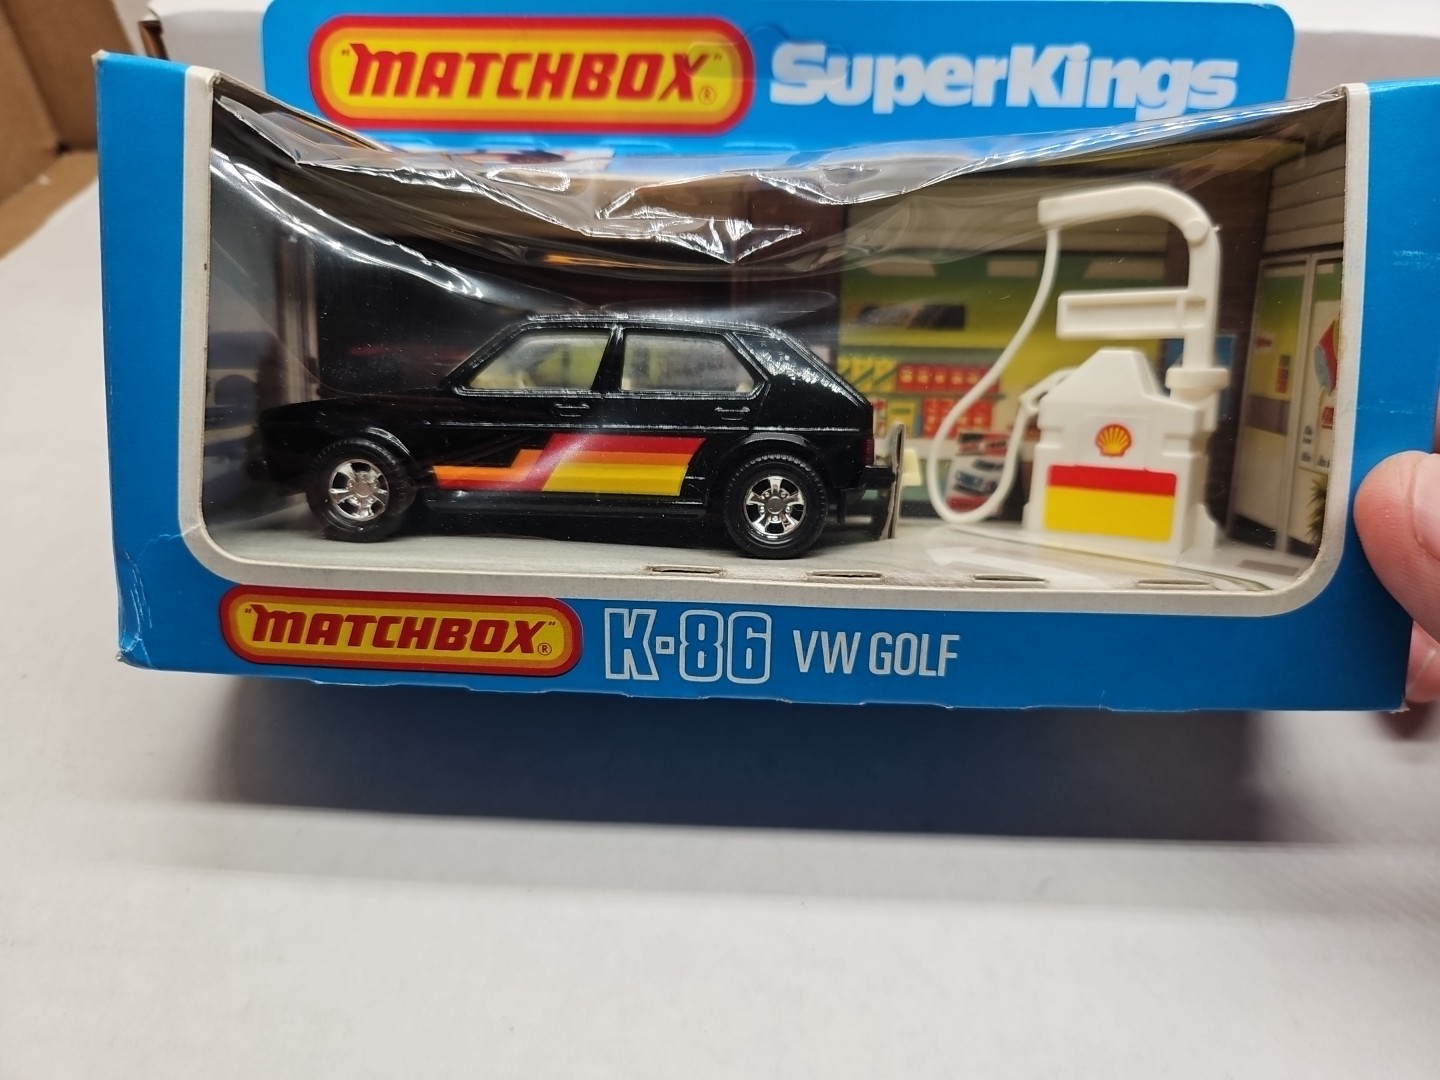 "MATCHBOX"® SuperKings
"MATCHBOX"® K-86 VW GOLF